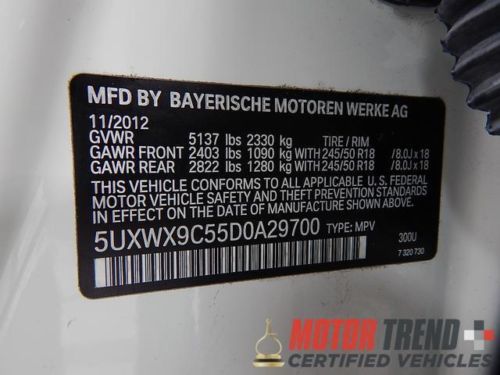 MFD BY BAYERISCHE MOTOREN WERKE AG
11/2012
GVWR 5137 lbs 2330 kg TIRE / RIM
GAWR FRONT 2403 lbs 1090 kg WITH 245/50 R18 / 8.0J x 18
GAWR REAR 2822 lbs 1280 kg WITH 245/50 R18 / 8.0J x 18
THIS VEHICLE CONFORMS TO ALL APPLICABLE U.S. FEDERAL
MOTOR VEHICLE SAFETY AND THEFT PREVENTION STANDARDS
IN EFFECT ON THE DATE OF MANUFACTURE SHOWN ABOVE.
5UXWX9C55D0A29700 TYPE: MPV
300U
7 320 730
MOTOR TREND
CERTIFIED VEHICLES